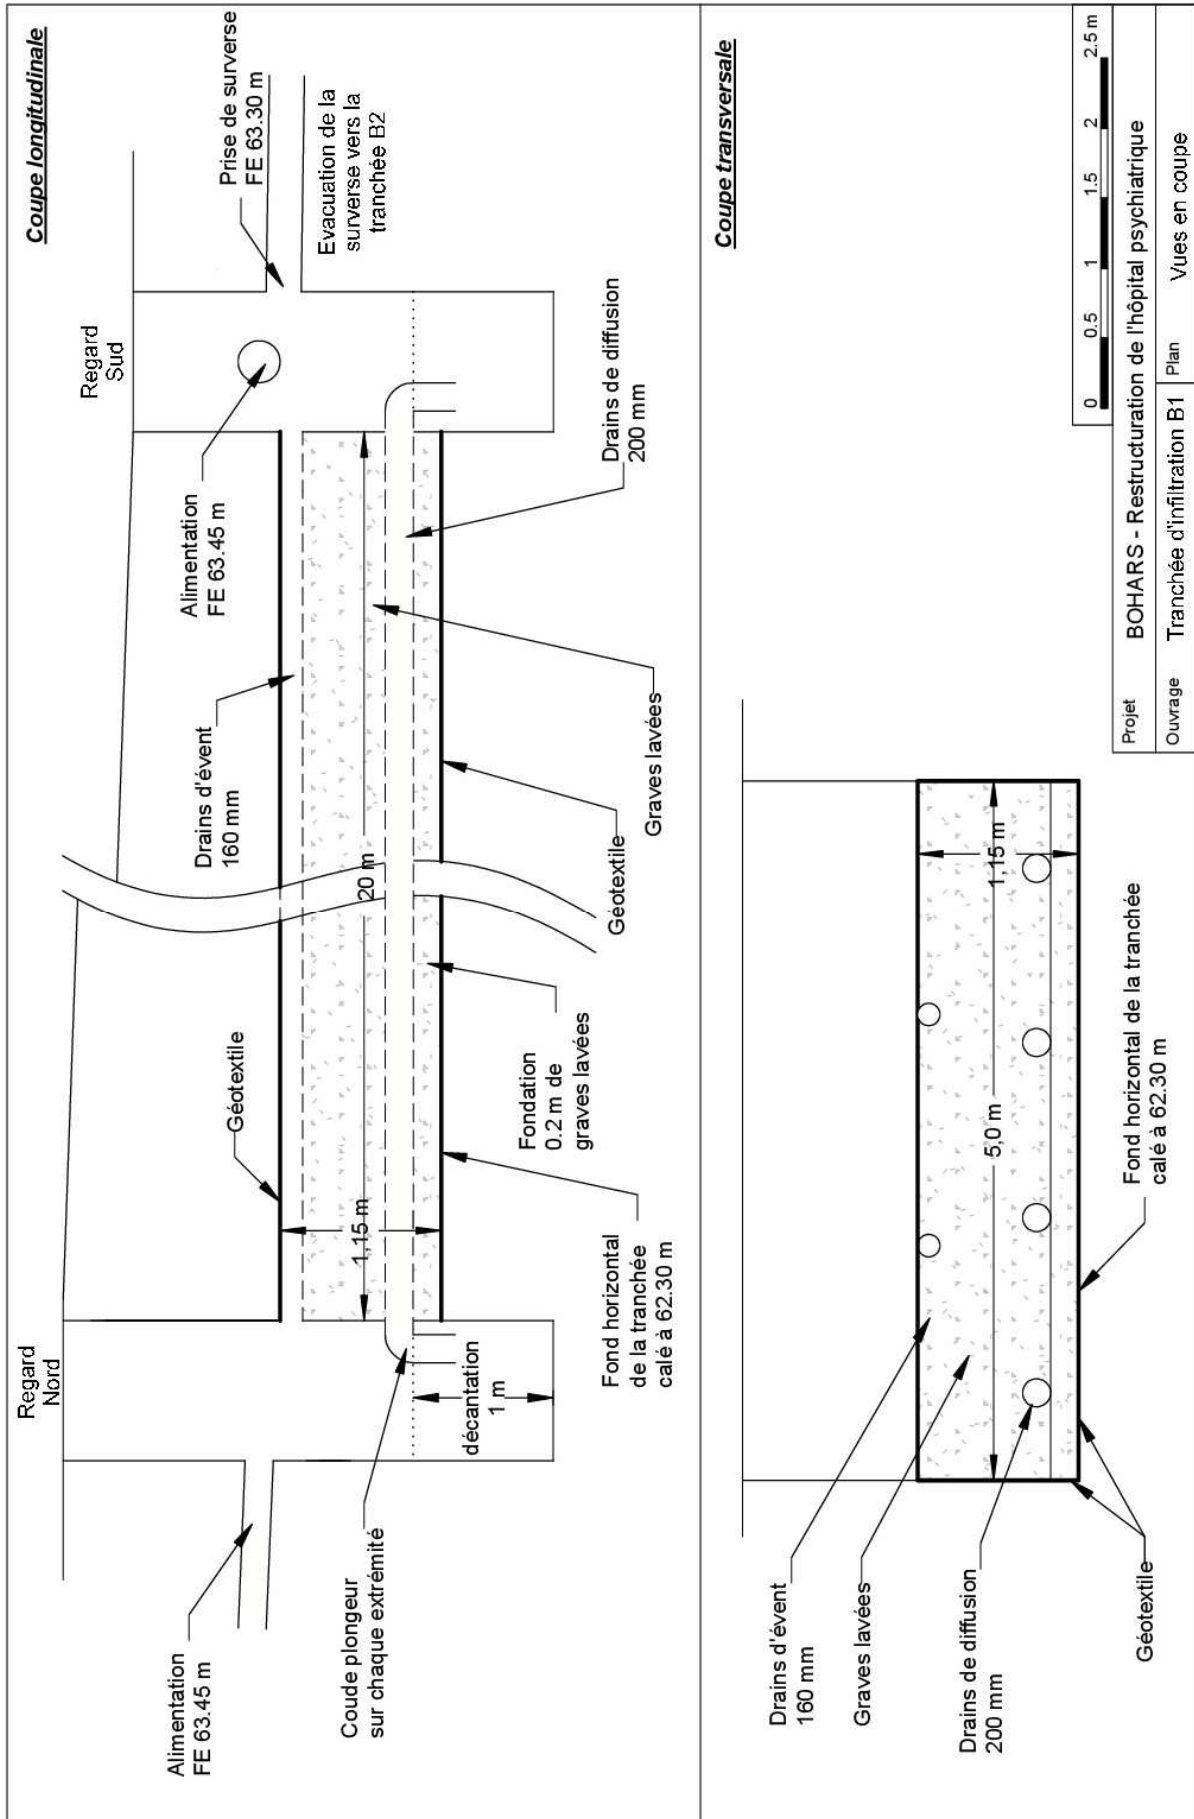 Coupe longitudinale
Regard
Nord
Regard
Sud
Alimentation
FE 63.45 m
Géotextile
Drains d'évent
160 mm
Alimentation
FE 63.45 m
Prise de surverse
FE 63.30 m
Evacuation de la
surverse vers la
tranchée B2
1,15 m
20 m
décantation
1 m
Coude plongeur
sur chaque extrémité
Fondation
0.2 m de
graves lavées
Fond horizontal
de la tranchée
calé à 62.30 m
Géotextile
Graves lavées
Drains de diffusion
200 mm
Coupe transversale
Drains d'évent
160 mm
Graves lavées
Drains de diffusion
200 mm
Géotextile
5,0 m
1,15 m
Fond horizontal de la tranchée
calé à 62.30 m
0 0.5 1 1.5 2 2.5 m
Projet BOHARS - Restructuration de l'hôpital psychiatrique
Ouvrage Tranchée d'infiltration B1 Plan Vues en coupe